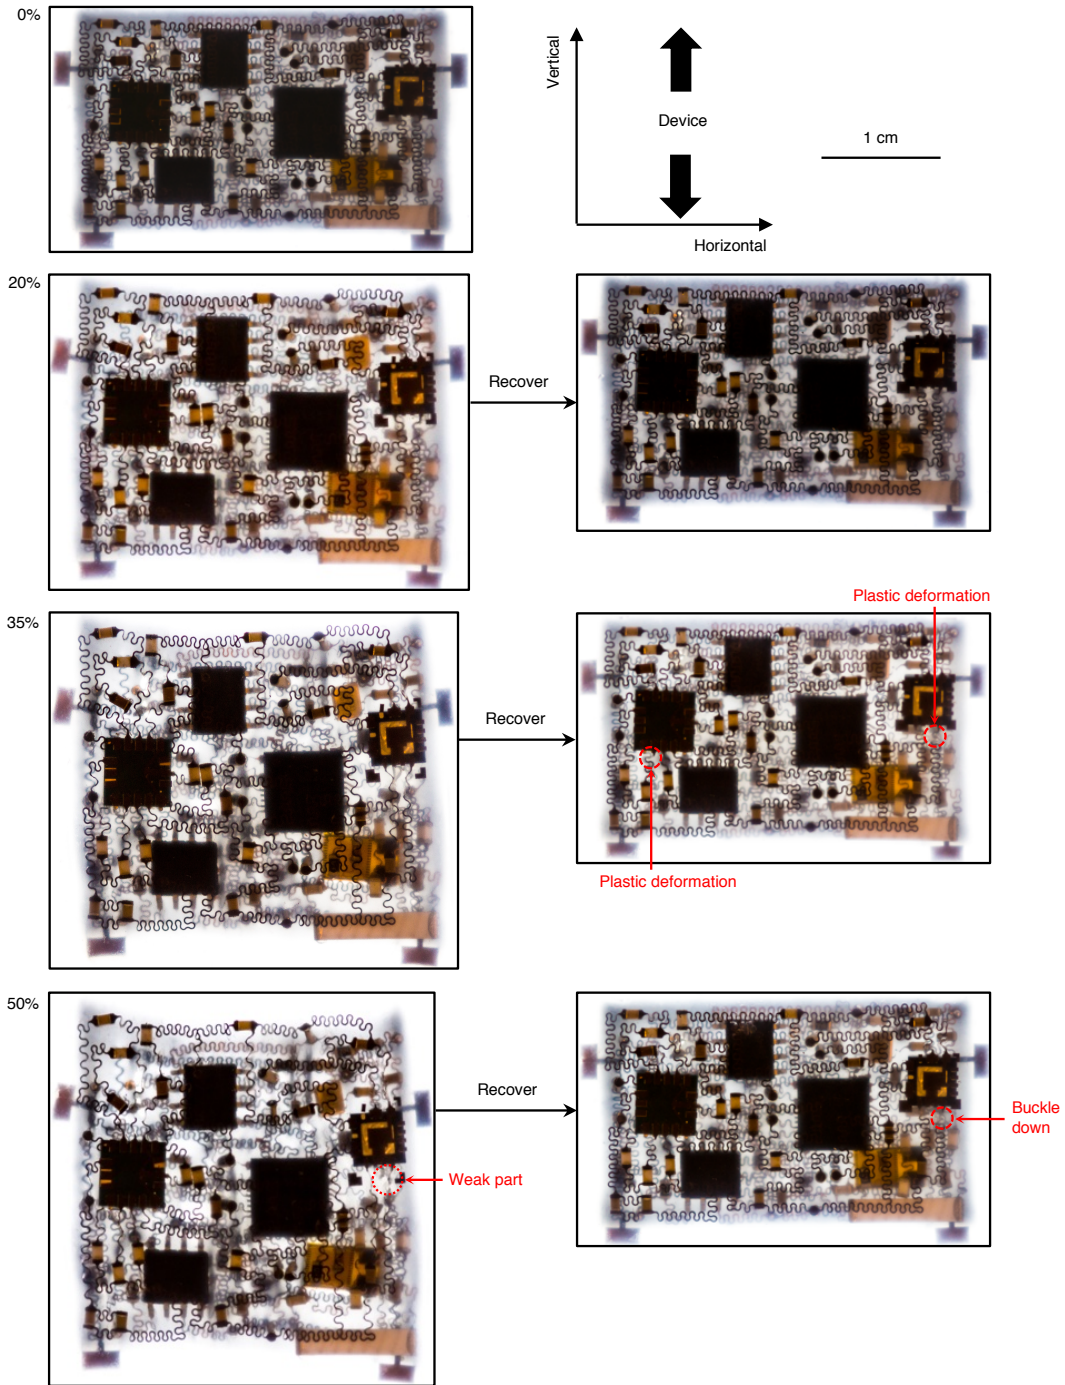 0%
Vertical
Device
1 cm
Horizontal
20%
Recover
35%
Recover
Plastic deformation
Plastic deformation
50%
Recover
Weak part
Buckle
down